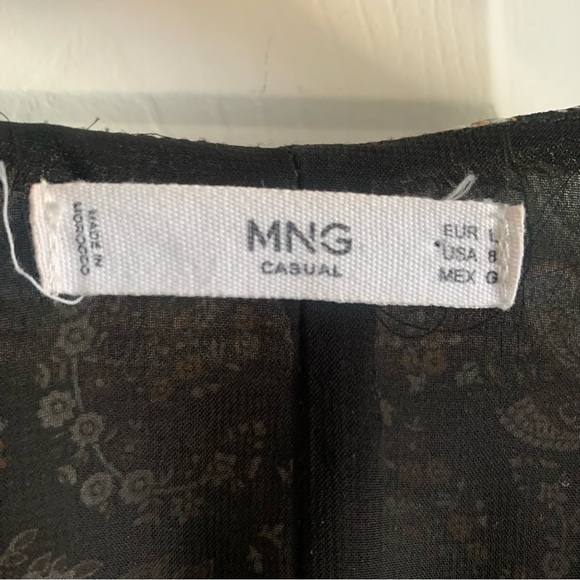 MADE IN
MOROCCO
MNG
CASUAL
EUR L
*USA 8
MEX G